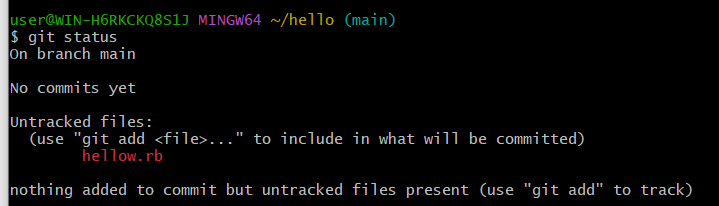 user@WIN-H6RKCKQ8S1J MINGW64 ~/hello (main)
$ git status
On branch main
No commits yet
Untracked files:
(use "git add <file>..." to include in what will be committed)
hellow.rb
nothing added to commit but untracked files present (use "git add" to track)